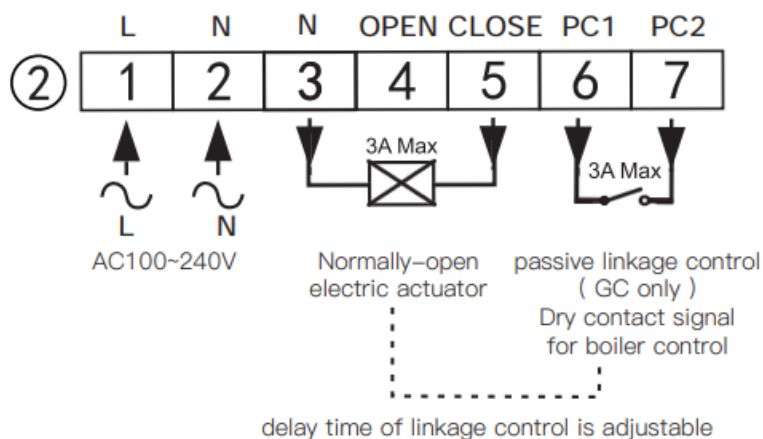 L N N OPEN CLOSE PC1 PC2
② 1 2 3 4 5 6 7
3A Max
3A Max
L N
AC100~240V
Normally-open
electric actuator
passive linkage control
( GC only )
Dry contact signal
for boiler control
delay time of linkage control is adjustable